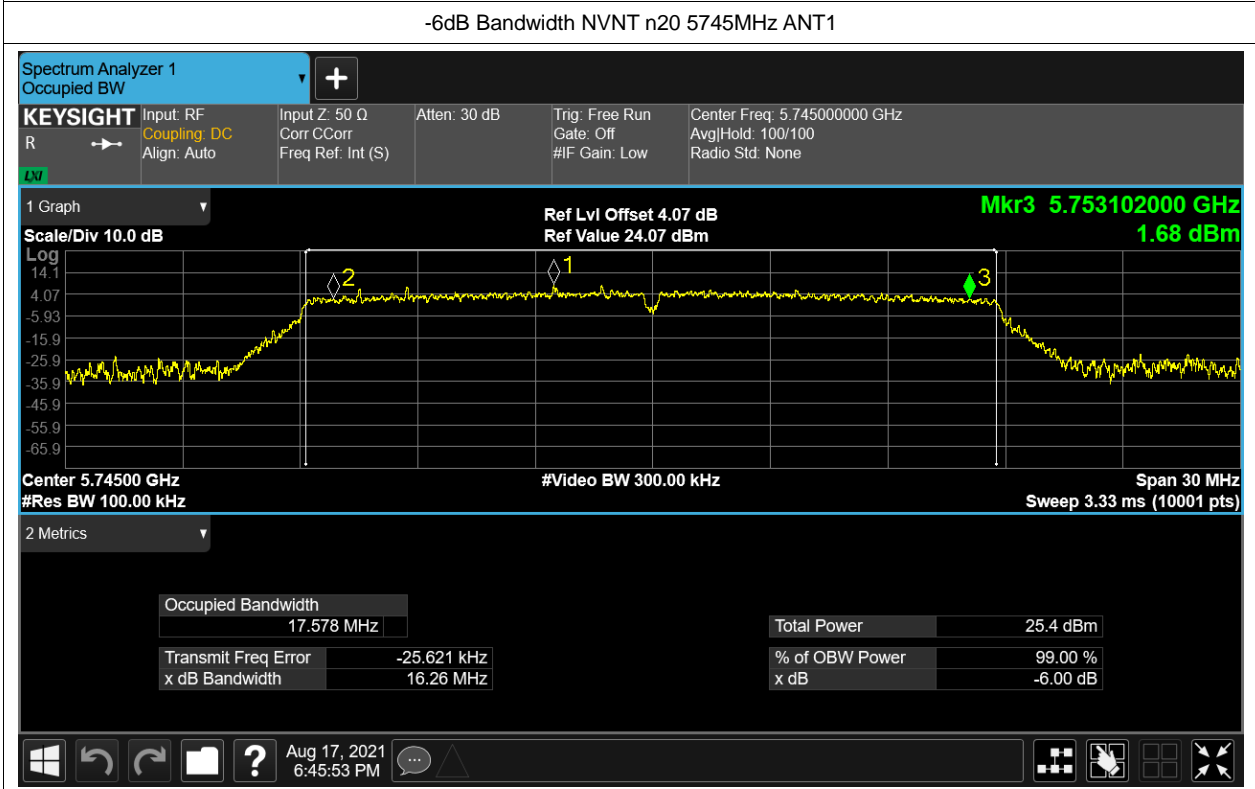 -6dB Bandwidth NVNT n20 5745MHz ANT1
Spectrum Analyzer 1
Occupied BW
+
KEYSIGHT
R
LXI
Input: RF
Coupling: DC
Align: Auto
Input Z: 50 Ω
Corr CCorr
Freq Ref: Int (S)
Atten: 30 dB
Trig: Free Run
Gate: Off
#IF Gain: Low
Center Freq: 5.745000000 GHz
Avg|Hold: 100/100
Radio Std: None
1 Graph
Scale/Div 10.0 dB
Ref Lvl Offset 4.07 dB
Ref Value 24.07 dBm
Mkr3 5.753102000 GHz
1.68 dBm
Log
14.1
4.07
-5.93
-15.9
-25.9
-35.9
-45.9
-55.9
-65.9
2
1
3
Center 5.74500 GHz
#Res BW 100.00 kHz
#Video BW 300.00 kHz
Span 30 MHz
Sweep 3.33 ms (10001 pts)
2 Metrics
Occupied Bandwidth
17.578 MHz
Transmit Freq Error -25.621 kHz
x dB Bandwidth 16.26 MHz
Total Power 25.4 dBm
% of OBW Power 99.00 %
x dB -6.00 dB
?
Aug 17, 2021
6:45:53 PM